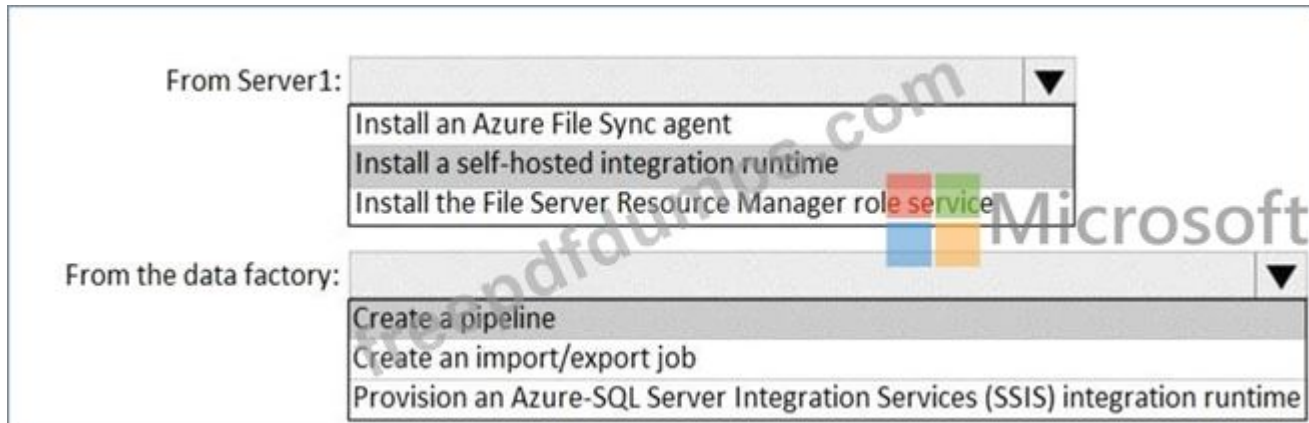 From Server1:
Install an Azure File Sync agent
Install a self-hosted integration runtime
Install the File Server Resource Manager role service
Microsoft
From the data factory:
Create a pipeline
Create an import/export job
Provision an Azure-SQL Server Integration Services (SSIS) integration runtime
freepdfdumps.com